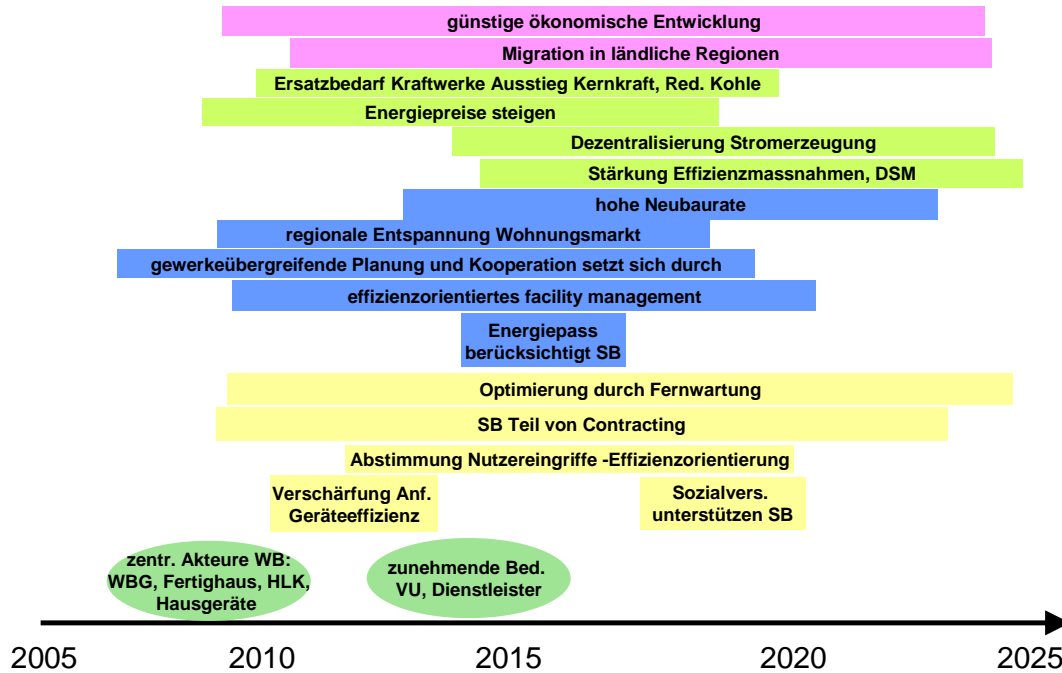 günstige ökonomische Entwicklung
Migration in ländliche Regionen
Ersatzbedarf Kraftwerke Ausstieg Kernkraft, Red. Kohle
Energiepreise steigen
Dezentralisierung Stromerzeugung
Stärkung Effizienzmassnahmen, DSM
hohe Neubaurate
regionale Entspannung Wohnungsmarkt
gewerkeübergreifende Planung und Kooperation setzt sich durch
effizienzorientiertes facility management
Energiepass
berücksichtigt SB
Optimierung durch Fernwartung
SB Teil von Contracting
Abstimmung Nutzereingriffe -Effizienzorientierung
Verschärfung Anf.
Geräteeffizienz
Sozialvers.
unterstützen SB
zentr. Akteure WB:
WBG, Fertighaus, HLK,
Hausgeräte
zunehmende Bed.
VU, Dienstleister
2005 2010 2015 2020 2025